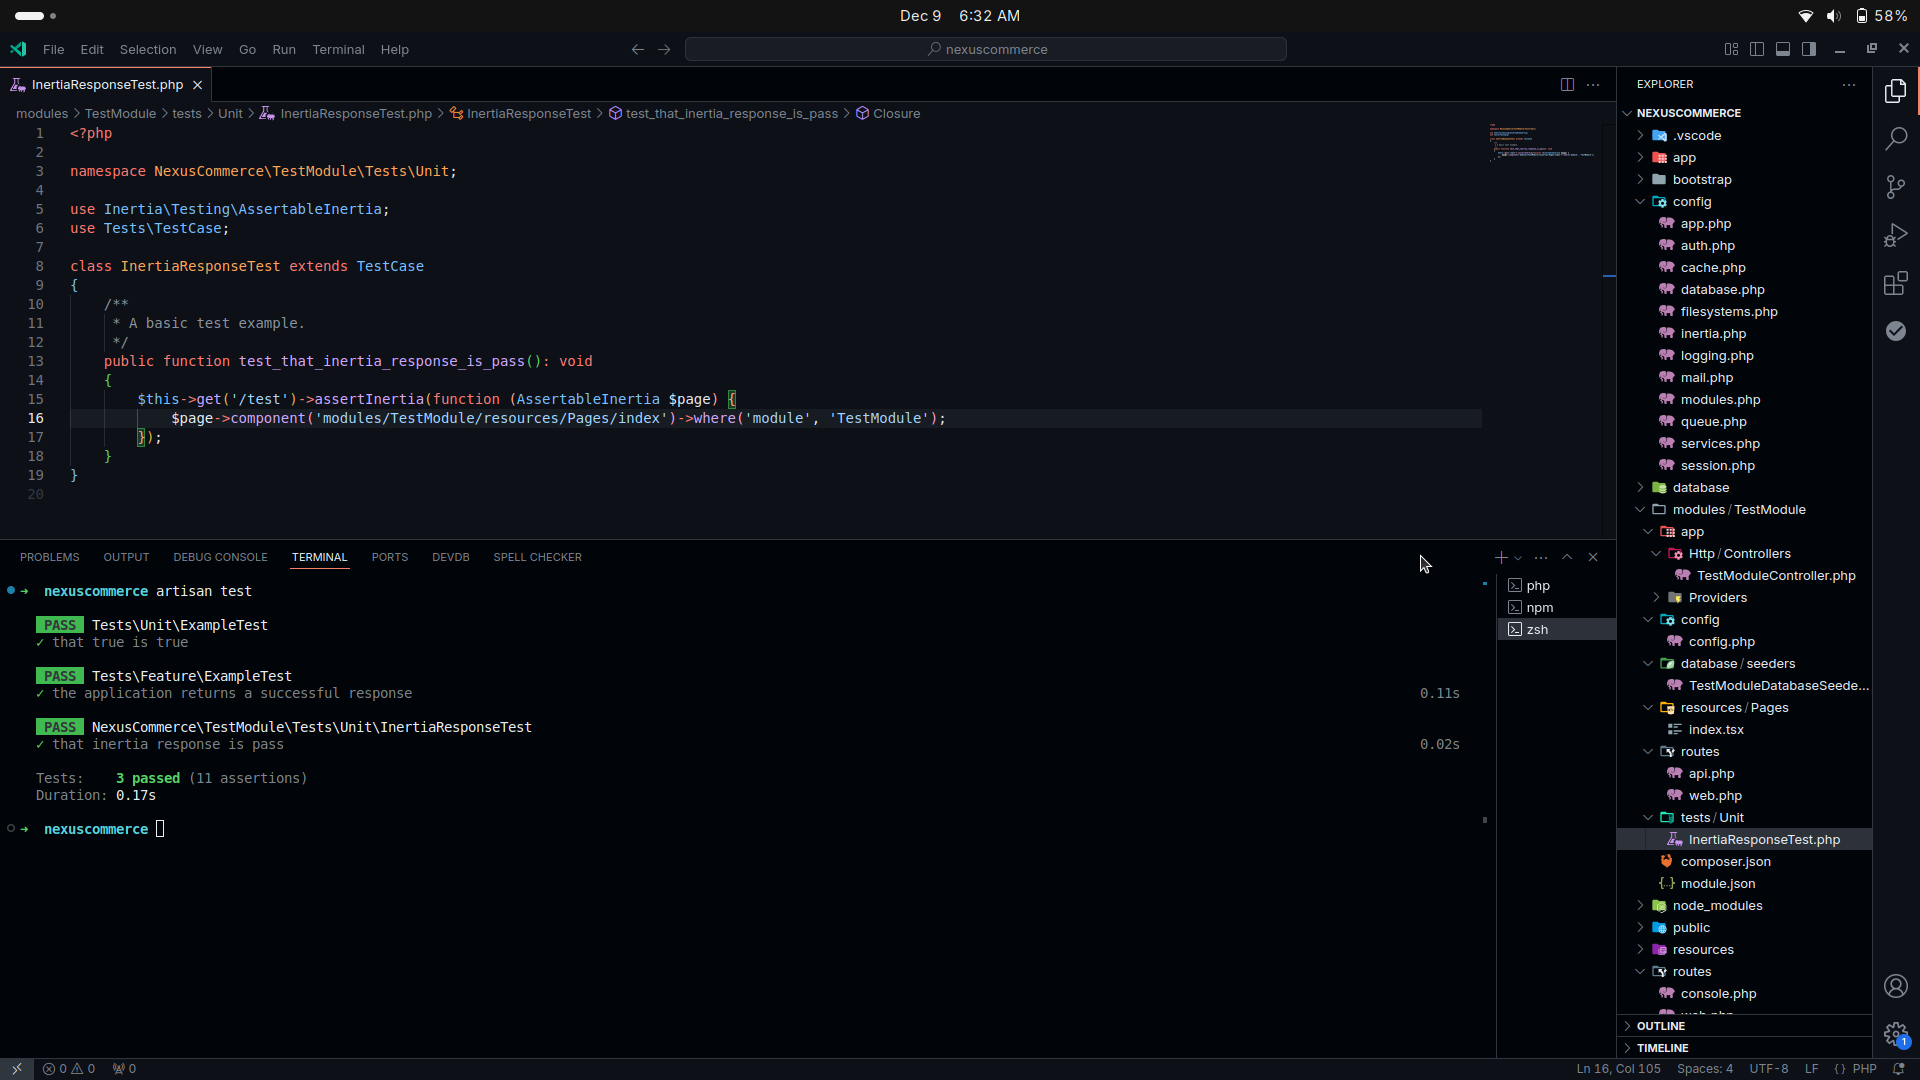 Dec 9 6:32 AM
58%
File Edit Selection View Go Run Terminal Help
nexuscommerce
InertiaResponseTest.php
modules > TestModule > tests > Unit > InertiaResponseTest.php > InertiaResponseTest > test_that_inertia_response_is_pass > Closure
1 <?php
2
3 namespace NexusCommerce\TestModule\Tests\Unit;
4
5 use Inertia\Testing\AssertableInertia;
6 use Tests\TestCase;
7
8 class InertiaResponseTest extends TestCase
9 {
10 /**
11 * A basic test example.
12 */
13 public function test_that_inertia_response_is_pass(): void
14 {
15 $this->get('/test')->assertInertia(function (AssertableInertia $page) {
16 $page->component('modules/TestModule/resources/Pages/index')->where('module', 'TestModule');
17 });
18 }
19 }
20
PROBLEMS OUTPUT DEBUG CONSOLE TERMINAL PORTS DEVDB SPELL CHECKER
➜ nexuscommerce artisan test
PASS Tests\Unit\ExampleTest
✓ that true is true
PASS Tests\Feature\ExampleTest
✓ the application returns a successful response 0.11s
PASS NexusCommerce\TestModule\Tests\Unit\InertiaResponseTest
✓ that inertia response is pass 0.02s
Tests: 3 passed (11 assertions)
Duration: 0.17s
➜ nexuscommerce
php
npm
zsh
EXPLORER
NEXUSCOMMERCE
.vscode
app
bootstrap
config
app.php
auth.php
cache.php
database.php
filesystems.php
inertia.php
logging.php
mail.php
modules.php
queue.php
services.php
session.php
database
modules / TestModule
app
Http / Controllers
TestModuleController.php
Providers
config
config.php
database / seeders
TestModuleDatabaseSeede...
resources / Pages
index.tsx
routes
api.php
web.php
tests / Unit
InertiaResponseTest.php
composer.json
module.json
node_modules
public
resources
routes
console.php
web.php
OUTLINE
TIMELINE
1
0 0 0
Ln 16, Col 105 Spaces: 4 UTF-8 LF {} PHP